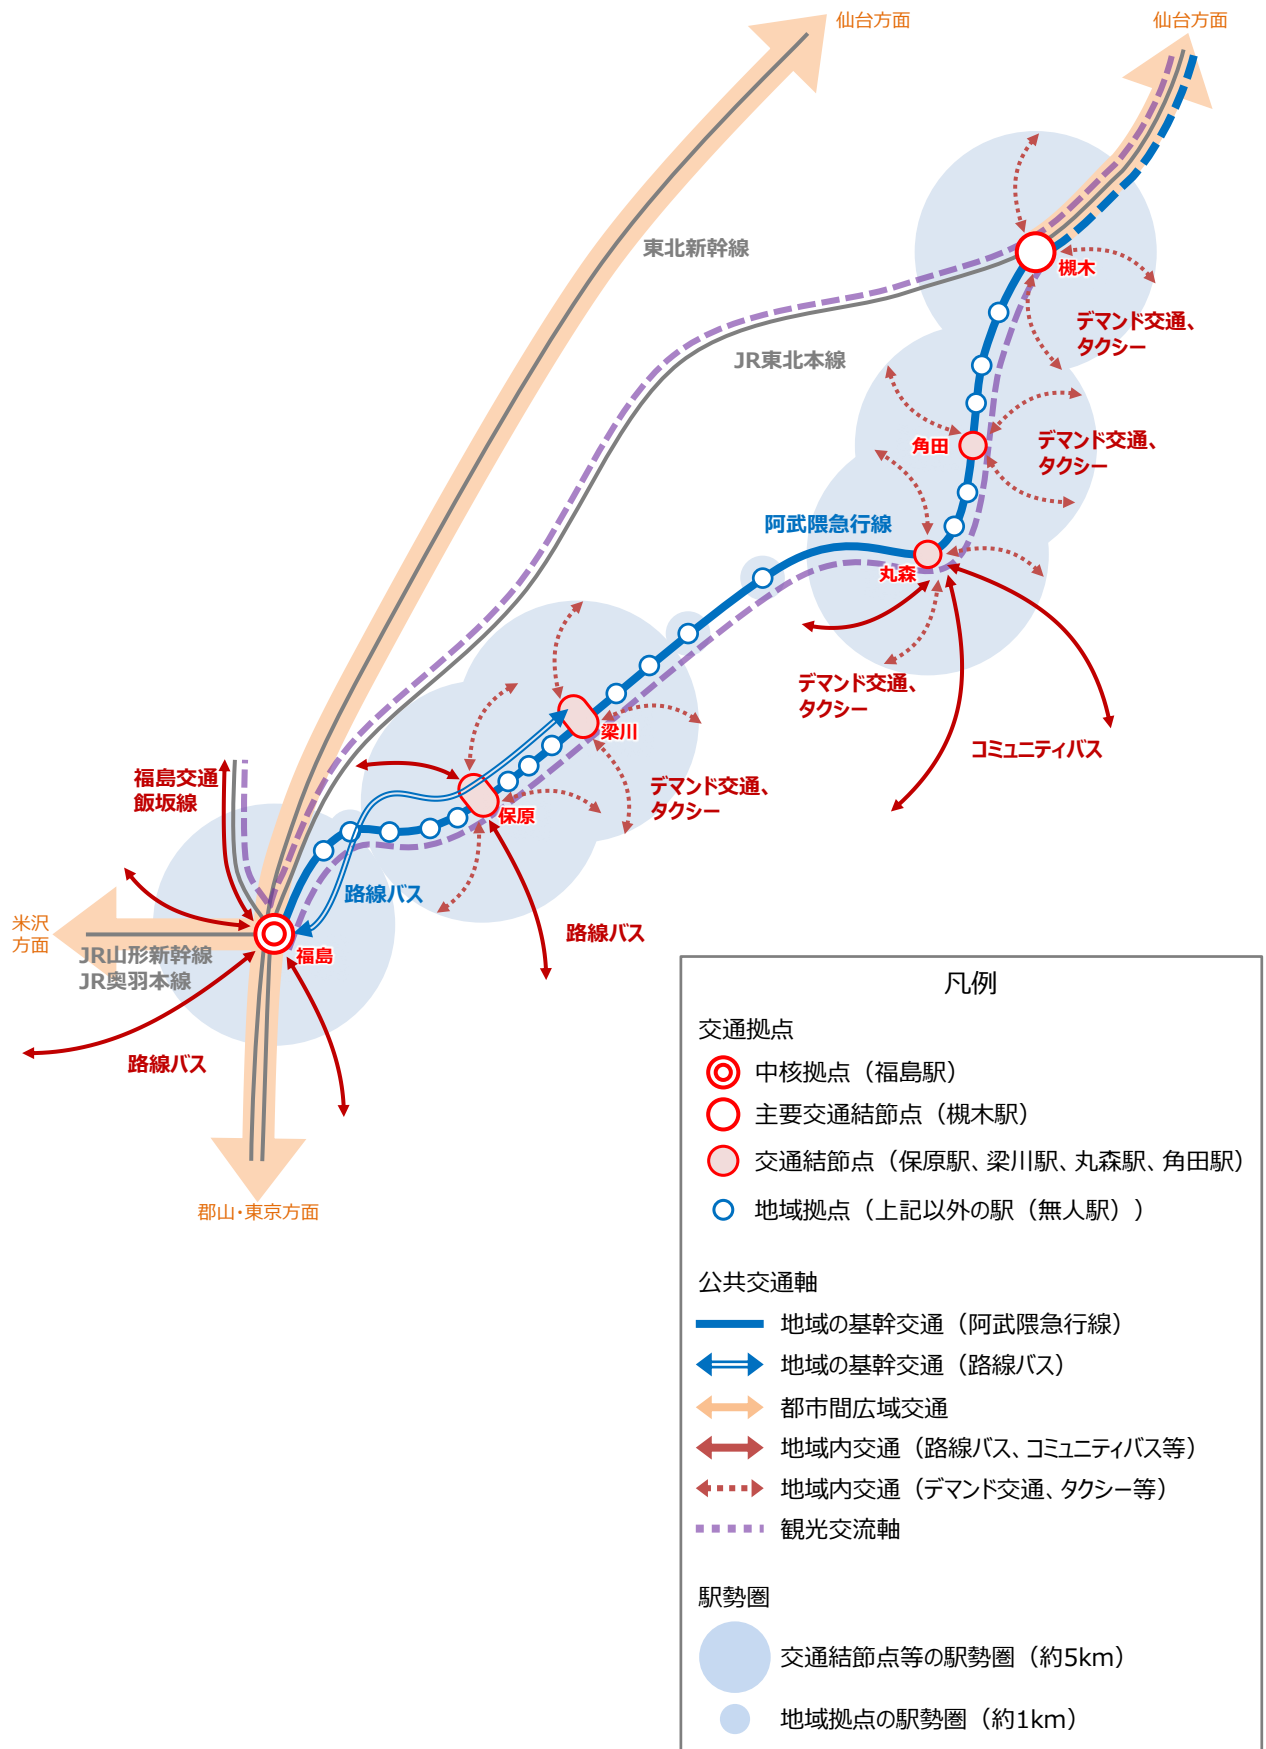 仙台方面
仙台方面
東北新幹線
槻木
デマンド交通、
タクシー
JR東北本線
角田
デマンド交通、
タクシー
阿武隈急行線
丸森
デマンド交通、
タクシー
コミュニティバス
梁川
福島交通
飯坂線
デマンド交通、
タクシー
保原
路線バス
路線バス
米沢
方面
JR山形新幹線
JR奥羽本線
福島
路線バス
郡山・東京方面
凡例
交通拠点
中核拠点（福島駅）
主要交通結節点（槻木駅）
交通結節点（保原駅、梁川駅、丸森駅、角田駅）
地域拠点（上記以外の駅（無人駅））
公共交通軸
地域の基幹交通（阿武隈急行線）
地域の基幹交通（路線バス）
都市間広域交通
地域内交通（路線バス、コミュニティバス等）
地域内交通（デマンド交通、タクシー等）
観光交流軸
駅勢圏
交通結節点等の駅勢圏（約5km）
地域拠点の駅勢圏（約1km）